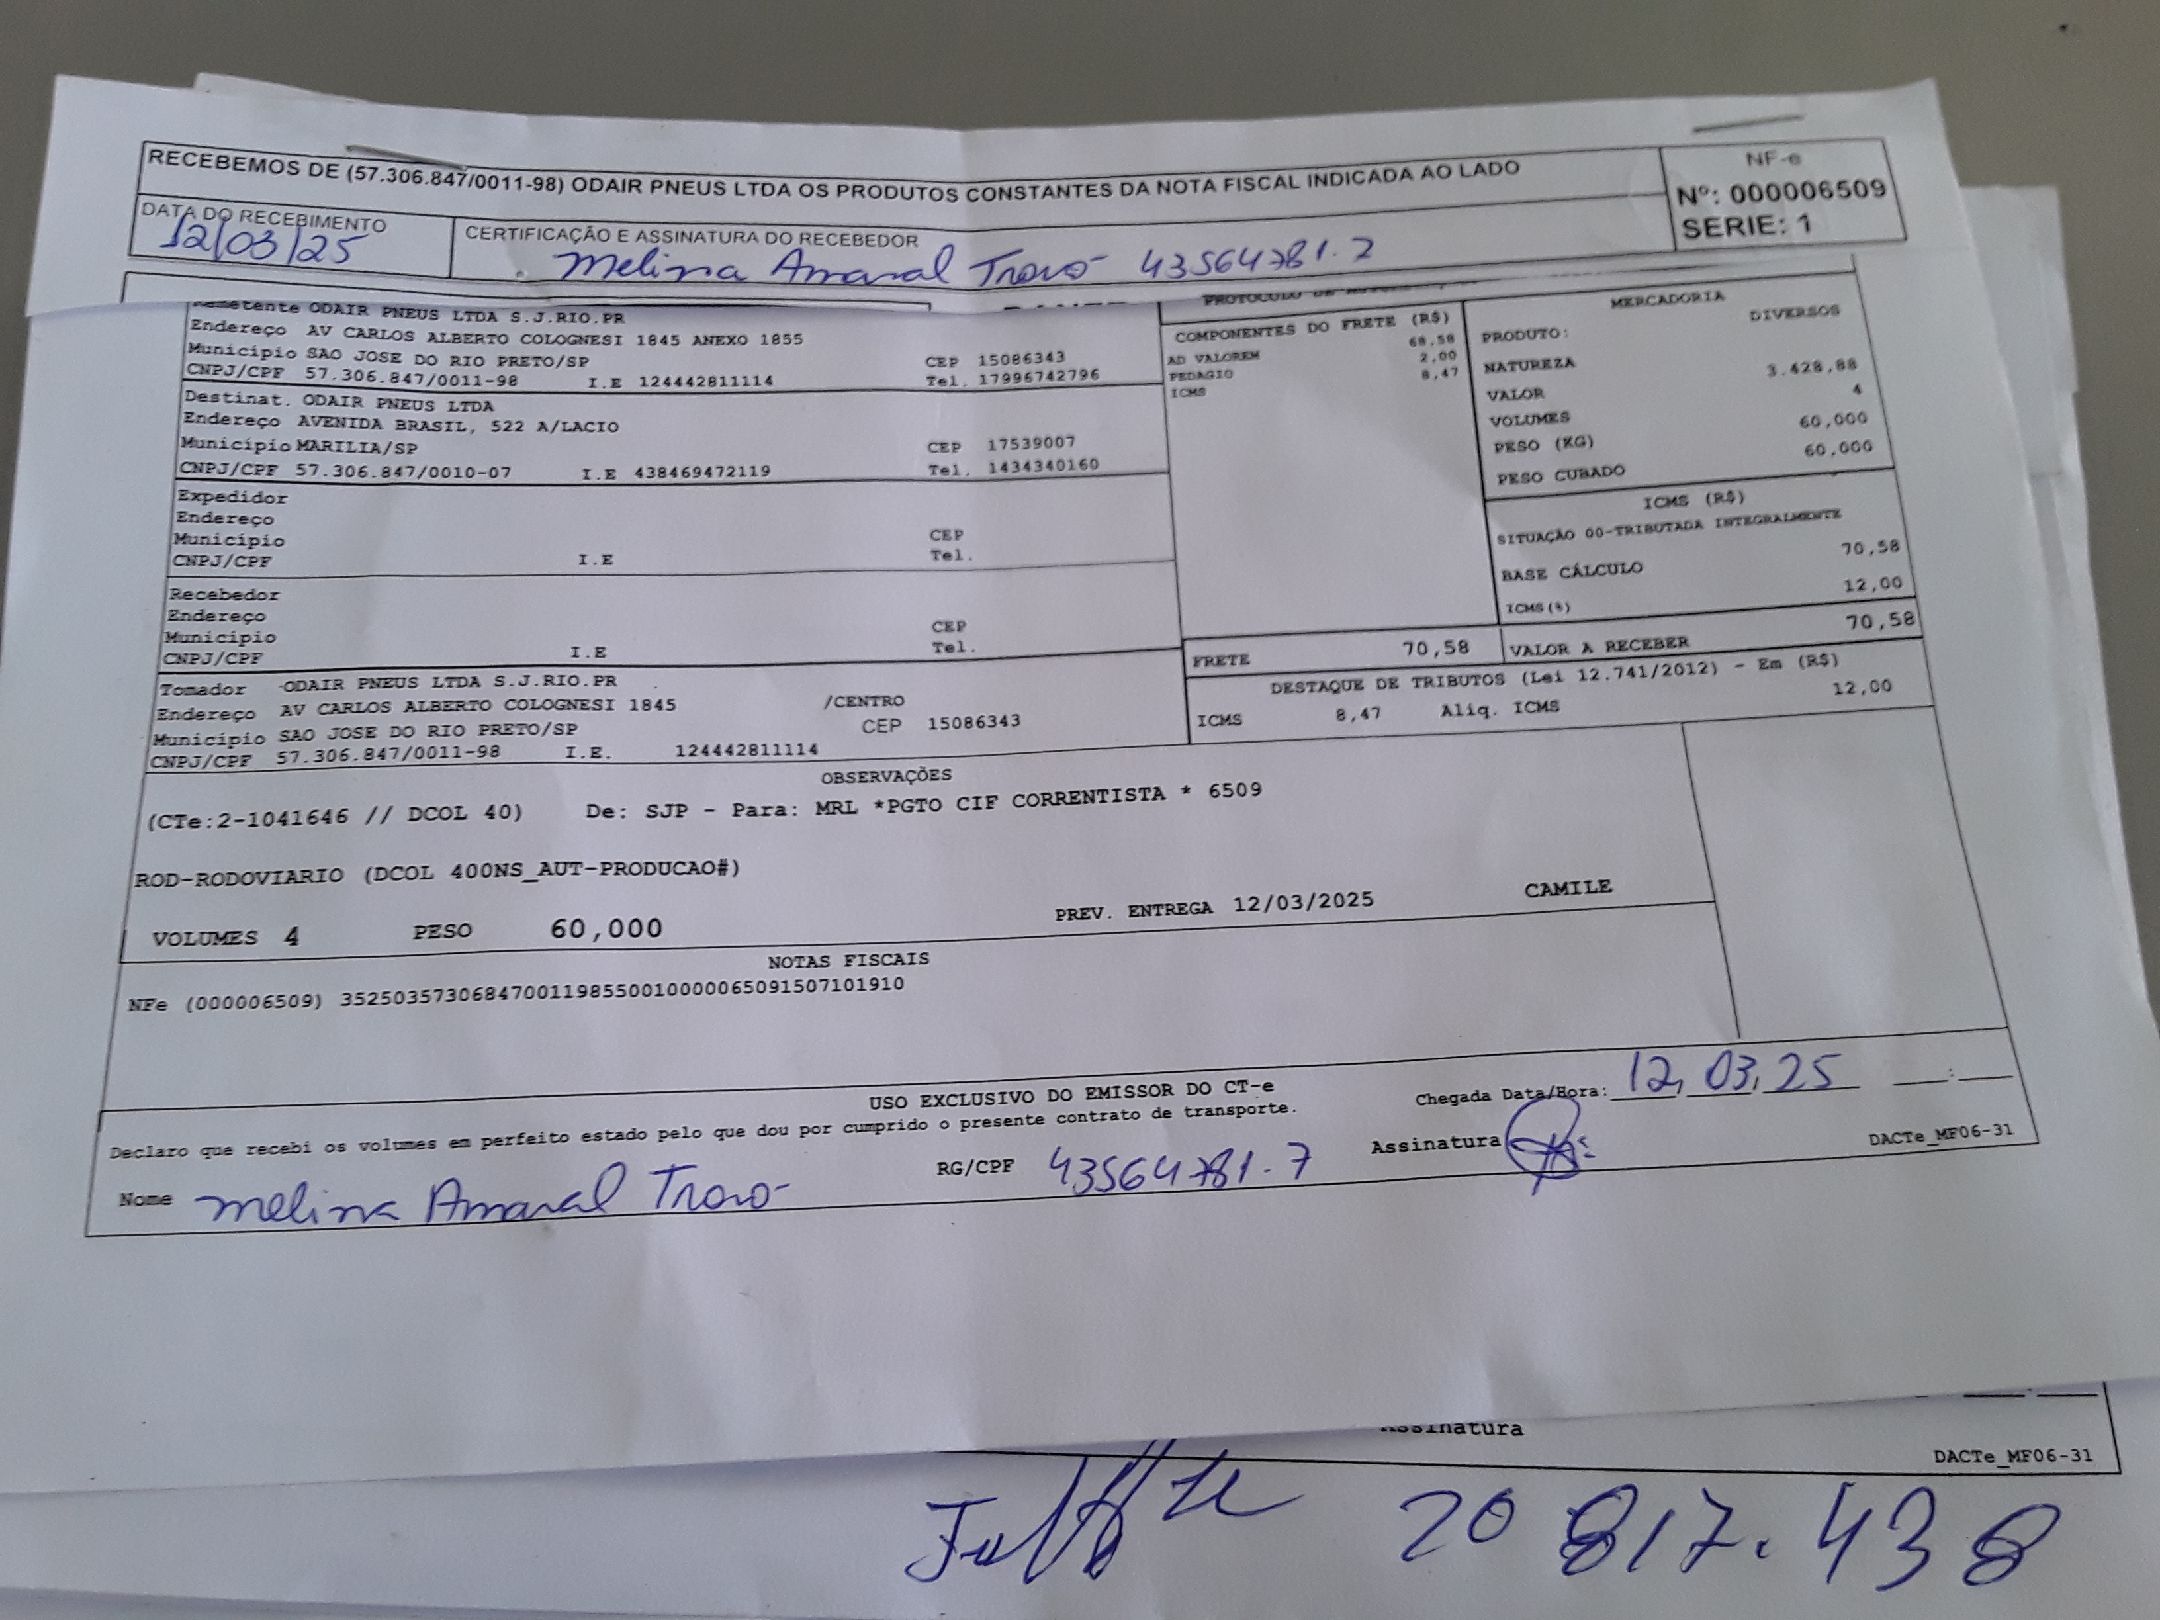 RECEBEMOS DE (57.306.847/0011-98) ODAIR PNEUS LTDA OS PRODUTOS CONSTANTES DA NOTA FISCAL INDICADA AO LADO
NF-e
Nº: 000006509
SERIE: 1
DATA DO RECEBIMENTO
12/03/25
CERTIFICAÇÃO E ASSINATURA DO RECEBEDOR
Melina Amaral Trovo 43564781.7
Remetente ODAIR PNEUS LTDA S.J.RIO.PR
Endereço AV CARLOS ALBERTO COLOGNESI 1845 ANEXO 1855
Município SAO JOSE DO RIO PRETO/SP CEP 15086343
CNPJ/CPF 57.306.847/0011-98 I.E 124442811114 Tel. 17996742796
Destinat. ODAIR PNEUS LTDA
Endereço AVENIDA BRASIL, 522 A/LACIO
Município MARILIA/SP CEP 17539007
CNPJ/CPF 57.306.847/0010-07 I.E 438469472119 Tel. 1434340160
Expedidor
Endereço
Município CEP
CNPJ/CPF I.E Tel.
Recebedor
Endereço
Município CEP
CNPJ/CPF I.E Tel.
Tomador ODAIR PNEUS LTDA S.J.RIO.PR
Endereço AV CARLOS ALBERTO COLOGNESI 1845 /CENTRO
Município SAO JOSE DO RIO PRETO/SP CEP 15086343
CNPJ/CPF 57.306.847/0011-98 I.E. 124442811114
PROTOCOLO DE
COMPONENTES DO FRETE (R$)
68,58
AD VALOREM 2,00
PEDAGIO 8,47
ICMS
MERCADORIA
PRODUTO: DIVERSOS
NATUREZA
VALOR 3.428,88
VOLUMES 4
PESO (KG) 60,000
PESO CUBADO 60,000
ICMS (R$)
SITUAÇÃO 00-TRIBUTADA INTEGRALMENTE
BASE CÁLCULO 70,58
ICMS(%) 12,00
FRETE 70,58 VALOR A RECEBER 70,58
DESTAQUE DE TRIBUTOS (Lei 12.741/2012) - Em (R$)
ICMS 8,47 Aliq. ICMS 12,00
OBSERVAÇÕES
(CTe:2-1041646 // DCOL 40) De: SJP - Para: MRL *PGTO CIF CORRENTISTA * 6509
ROD-RODOVIARIO (DCOL 400NS_AUT-PRODUCAO#)
VOLUMES 4 PESO 60,000 PREV. ENTREGA 12/03/2025 CAMILE
NOTAS FISCAIS
NFe (000006509) 35250357306847001198550010000065091507101910
USO EXCLUSIVO DO EMISSOR DO CT-e
Declaro que recebi os volumes em perfeito estado pelo que dou por cumprido o presente contrato de transporte.
Chegada Data/Hora: 12,03,25 :
Nome Melina Amaral Trovo RG/CPF 43564781-7 Assinatura
DACTe_MF06-31
Assinatura
DACTe_MF06-31
20 817.438